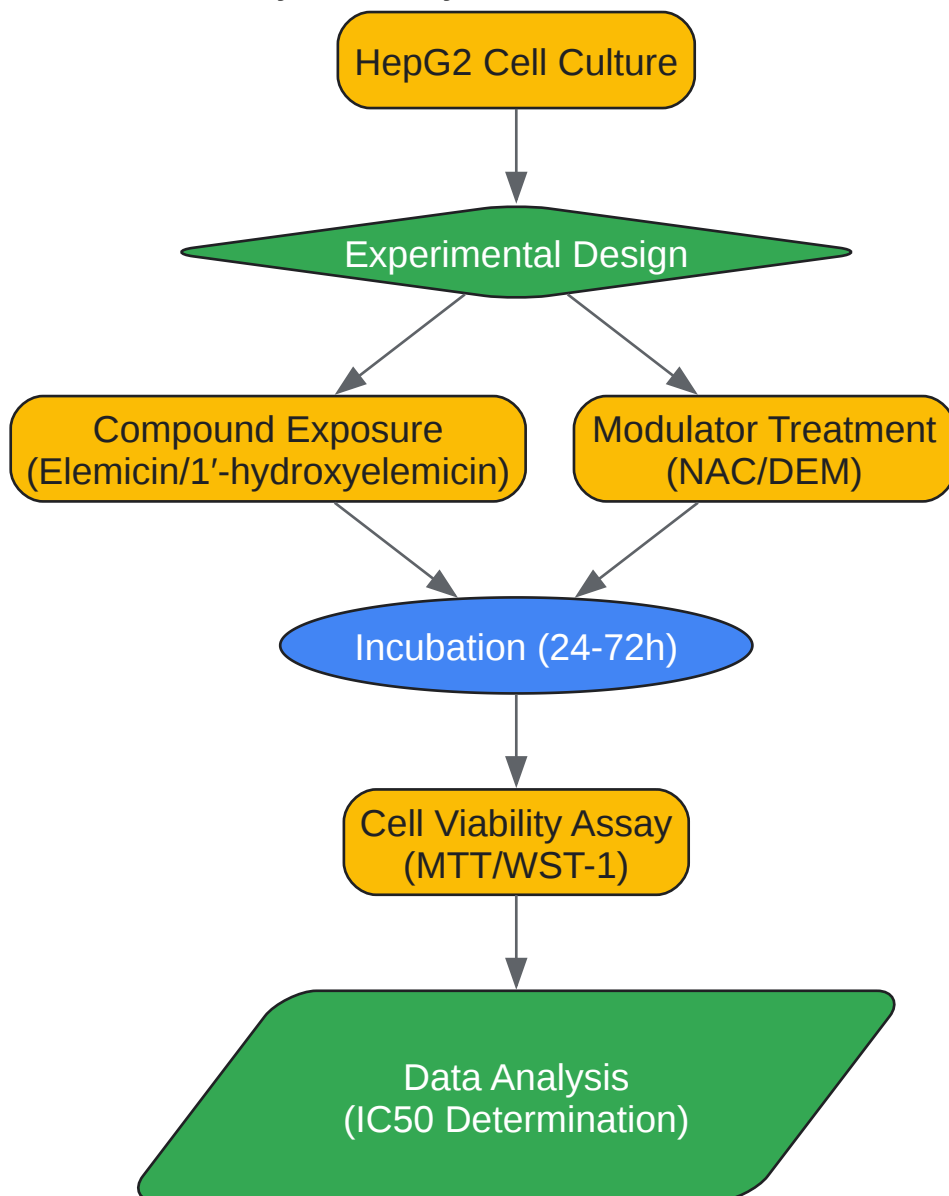 HepG2 Cell Culture
Experimental Design
Compound Exposure
(Elemicin/1′-hydroxyelemicin)
Modulator Treatment
(NAC/DEM)
Incubation (24-72h)
Cell Viability Assay
(MTT/WST-1)
Data Analysis
(IC50 Determination)